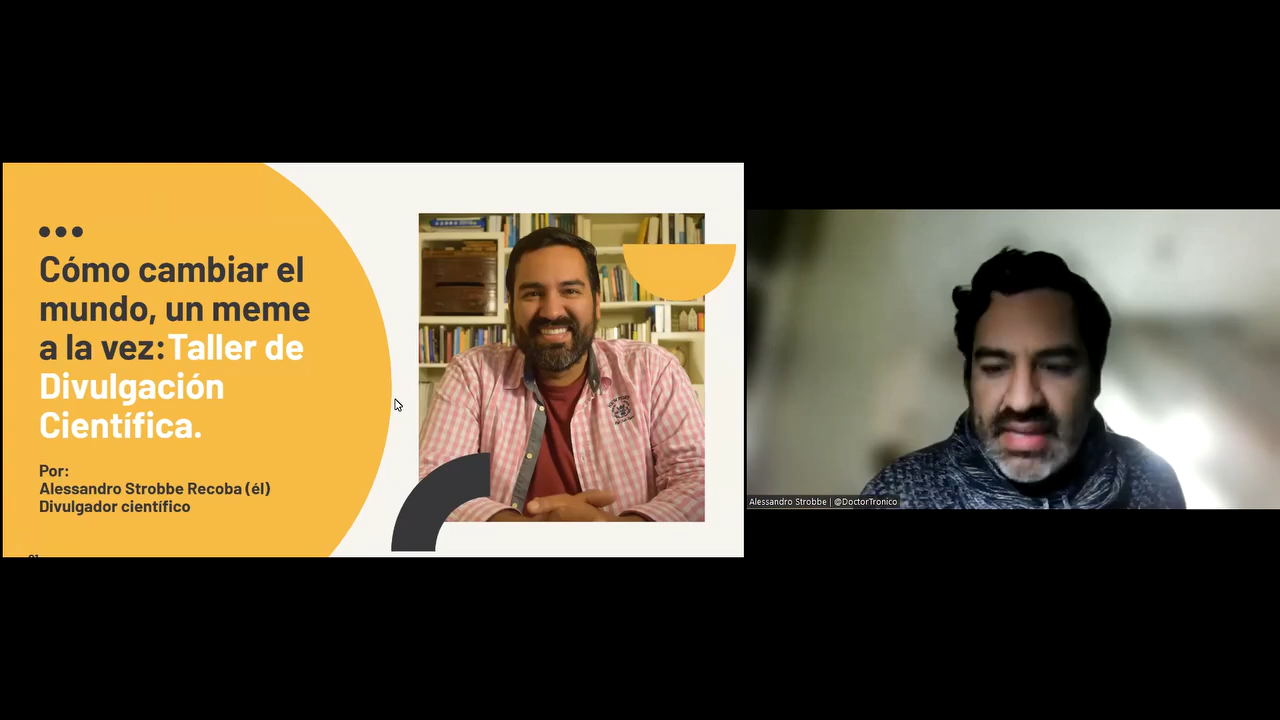 Cómo cambiar el
mundo, un meme
a la vez: Taller de
Divulgación
Científica.
Por:
Alessandro Strobbe Recoba (él)
Divulgador científico
Alessandro Strobbe | @DoctorTronico